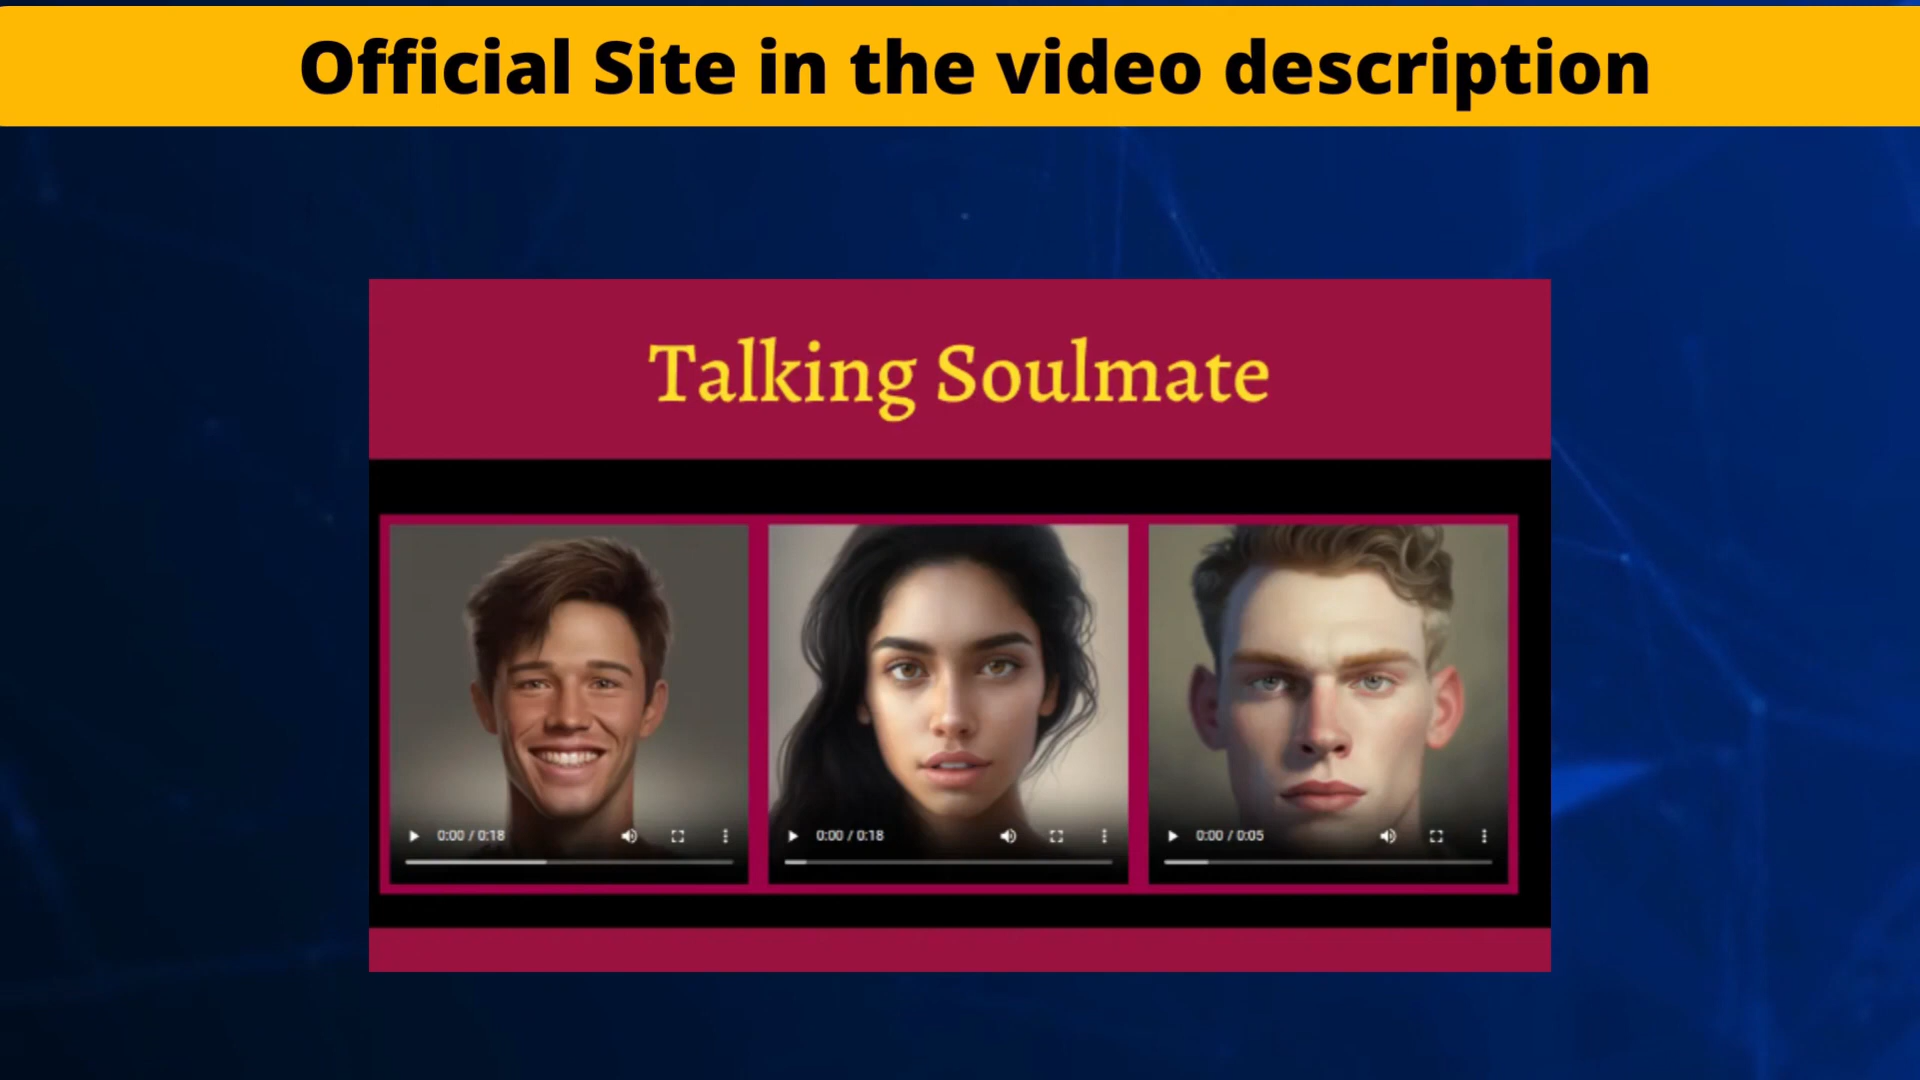 Official Site in the video description
Talking Soulmate
0:00 / 0:18
0:00 / 0:18
0:00 / 0:05